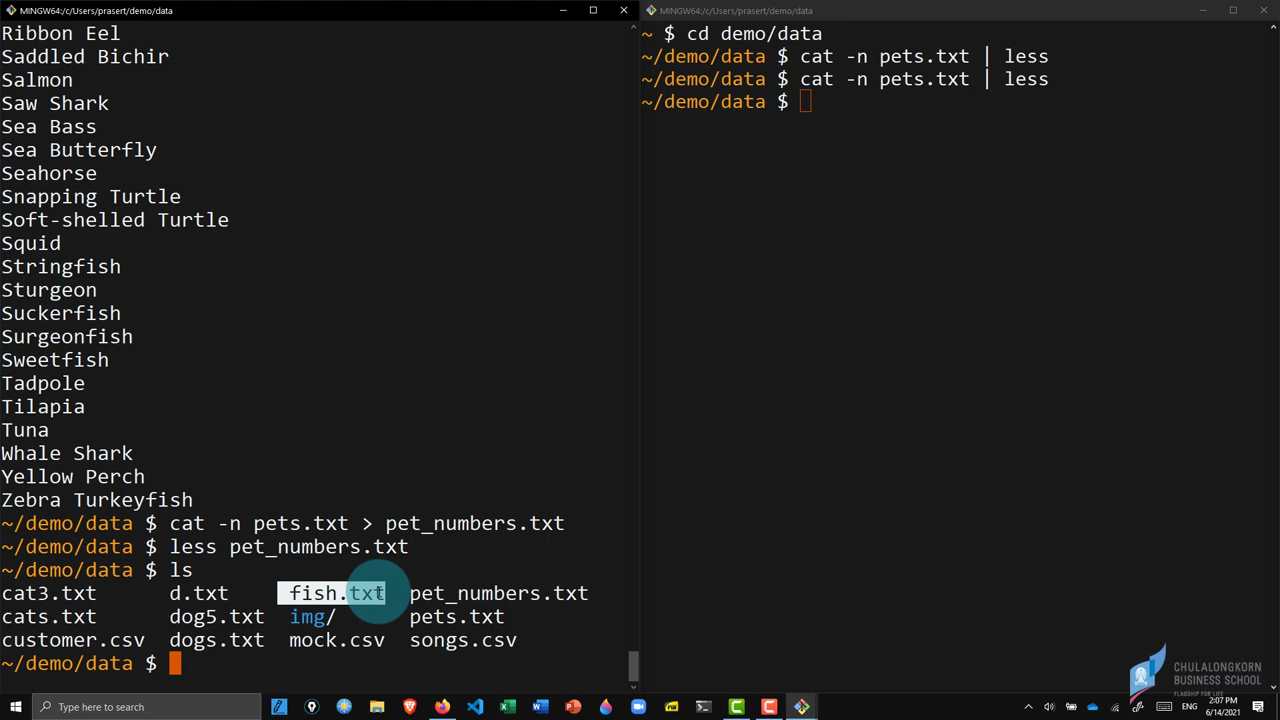 MINGW64:/c/Users/prasert/demo/data
Ribbon Eel
Saddled Bichir
Salmon
Saw Shark
Sea Bass
Sea Butterfly
Seahorse
Snapping Turtle
Soft-shelled Turtle
Squid
Stringfish
Sturgeon
Suckerfish
Surgeonfish
Sweetfish
Tadpole
Tilapia
Tuna
Whale Shark
Yellow Perch
Zebra Turkeyfish
~/demo/data $ cat -n pets.txt > pet_numbers.txt
~/demo/data $ less pet_numbers.txt
~/demo/data $ ls
cat3.txt d.txt fish.txt pet_numbers.txt
cats.txt dog5.txt img/ pets.txt
customer.csv dogs.txt mock.csv songs.csv
~/demo/data $
MINGW64:/c/Users/prasert/demo/data
~ $ cd demo/data
~/demo/data $ cat -n pets.txt | less
~/demo/data $ cat -n pets.txt | less
~/demo/data $
CHULALONGKORN
BUSINESS SCHOOL
FLAGSHIP FOR LIFE
Type here to search
ENG
2:07 PM
6/14/2021